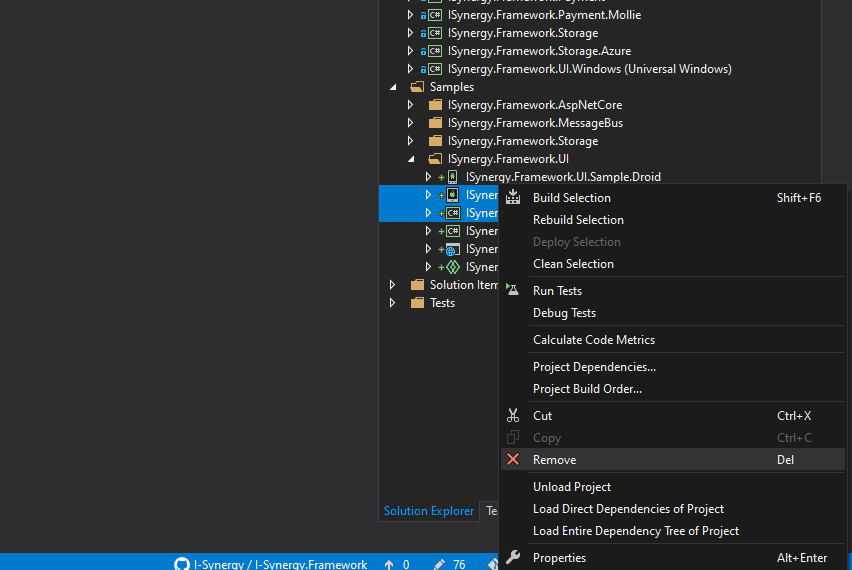 ISynergy.Framework.Payment.Mollie
ISynergy.Framework.Storage
ISynergy.Framework.Storage.Azure
ISynergy.Framework.UI.Windows (Universal Windows)
Samples
ISynergy.Framework.AspNetCore
ISynergy.Framework.MessageBus
ISynergy.Framework.Storage
ISynergy.Framework.UI
ISynergy.Framework.UI.Sample.Droid
ISyner
ISyner
ISyner
ISyner
ISyner
Solution Item
Tests
Build Selection Shift+F6
Rebuild Selection
Deploy Selection
Clean Selection
Run Tests
Debug Tests
Calculate Code Metrics
Project Dependencies...
Project Build Order...
Cut Ctrl+X
Copy Ctrl+C
Remove Del
Unload Project
Load Direct Dependencies of Project
Load Entire Dependency Tree of Project
Properties Alt+Enter
Solution Explorer Te
I-Synergy / I-Synergy.Framework 0 76